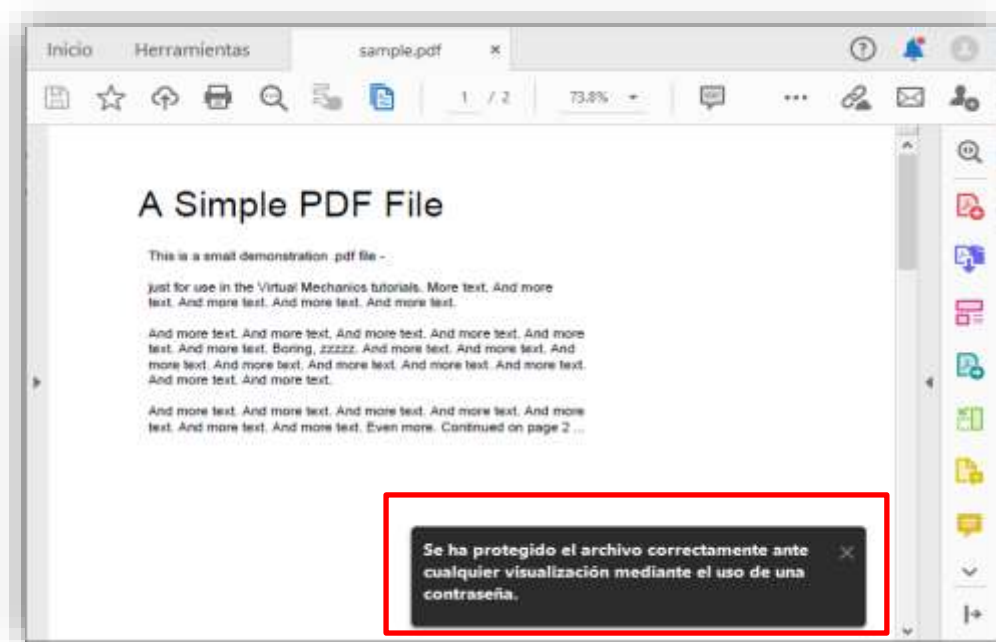 Inicio Herramientas sample.pdf ×
1 / 2 73.8%
A Simple PDF File
This is a small demonstration .pdf file -
just for use in the Virtual Mechanics tutorials. More text. And more
text. And more text. And more text. And more text.
And more text. And more text. And more text. And more text. And more
text. And more text. Boring, zzzzz. And more text. And more text. And
more text. And more text. And more text. And more text. And more text.
And more text. And more text.
And more text. And more text. And more text. And more text. And more
text. And more text. And more text. Even more. Continued on page 2 ...
Se ha protegido el archivo correctamente ante
cualquier visualización mediante el uso de una
contraseña.